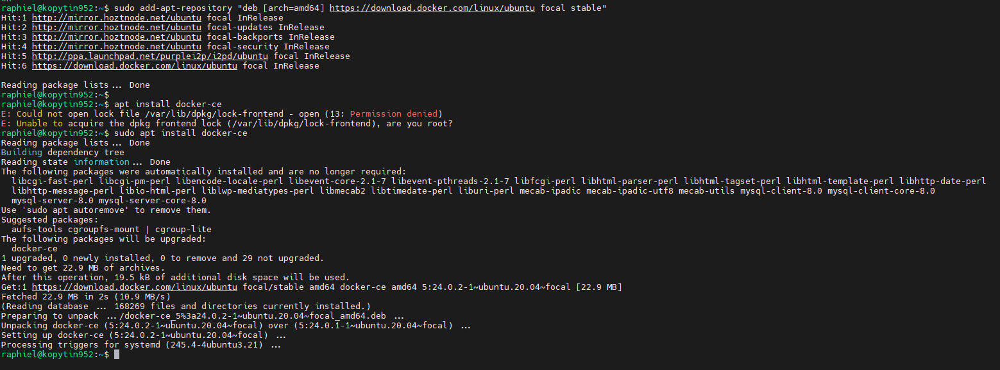 raphiel@kopytin952:~$ sudo add-apt-repository "deb [arch=amd64] https://download.docker.com/linux/ubuntu focal stable"
Hit:1 http://mirror.hoztnode.net/ubuntu focal InRelease
Hit:2 http://mirror.hoztnode.net/ubuntu focal-updates InRelease
Hit:3 http://mirror.hoztnode.net/ubuntu focal-backports InRelease
Hit:4 http://mirror.hoztnode.net/ubuntu focal-security InRelease
Hit:5 http://ppa.launchpad.net/purplei2p/i2pd/ubuntu focal InRelease
Hit:6 https://download.docker.com/linux/ubuntu focal InRelease
Reading package lists... Done
raphiel@kopytin952:~$
raphiel@kopytin952:~$ apt install docker-ce
E: Could not open lock file /var/lib/dpkg/lock-frontend - open (13: Permission denied)
E: Unable to acquire the dpkg frontend lock (/var/lib/dpkg/lock-frontend), are you root?
raphiel@kopytin952:~$ sudo apt install docker-ce
Reading package lists... Done
Building dependency tree
Reading state information... Done
The following packages were automatically installed and are no longer required:
  libcgi-fast-perl libcgi-pm-perl libencode-locale-perl libevent-core-2.1-7 libevent-pthreads-2.1-7 libfcgi-perl libhtml-parser-perl libhtml-tagset-perl libhtml-template-perl libhttp-date-perl
  libhttp-message-perl libio-html-perl liblwp-mediatypes-perl libmecab2 libtimedate-perl liburi-perl mecab-ipadic mecab-ipadic-utf8 mecab-utils mysql-client-8.0 mysql-client-core-8.0
  mysql-server-8.0 mysql-server-core-8.0
Use 'sudo apt autoremove' to remove them.
Suggested packages:
  aufs-tools cgroupfs-mount | cgroup-lite
The following packages will be upgraded:
  docker-ce
1 upgraded, 0 newly installed, 0 to remove and 29 not upgraded.
Need to get 22.9 MB of archives.
After this operation, 19.5 kB of additional disk space will be used.
Get:1 https://download.docker.com/linux/ubuntu focal/stable amd64 docker-ce amd64 5:24.0.2-1~ubuntu.20.04~focal [22.9 MB]
Fetched 22.9 MB in 2s (10.9 MB/s)
(Reading database ... 168269 files and directories currently installed.)
Preparing to unpack .../docker-ce_5%3a24.0.2-1~ubuntu.20.04~focal_amd64.deb ...
Unpacking docker-ce (5:24.0.2-1~ubuntu.20.04~focal) over (5:24.0.1-1~ubuntu.20.04~focal) ...
Setting up docker-ce (5:24.0.2-1~ubuntu.20.04~focal) ...
Processing triggers for systemd (245.4-4ubuntu3.21) ...
raphiel@kopytin952:~$